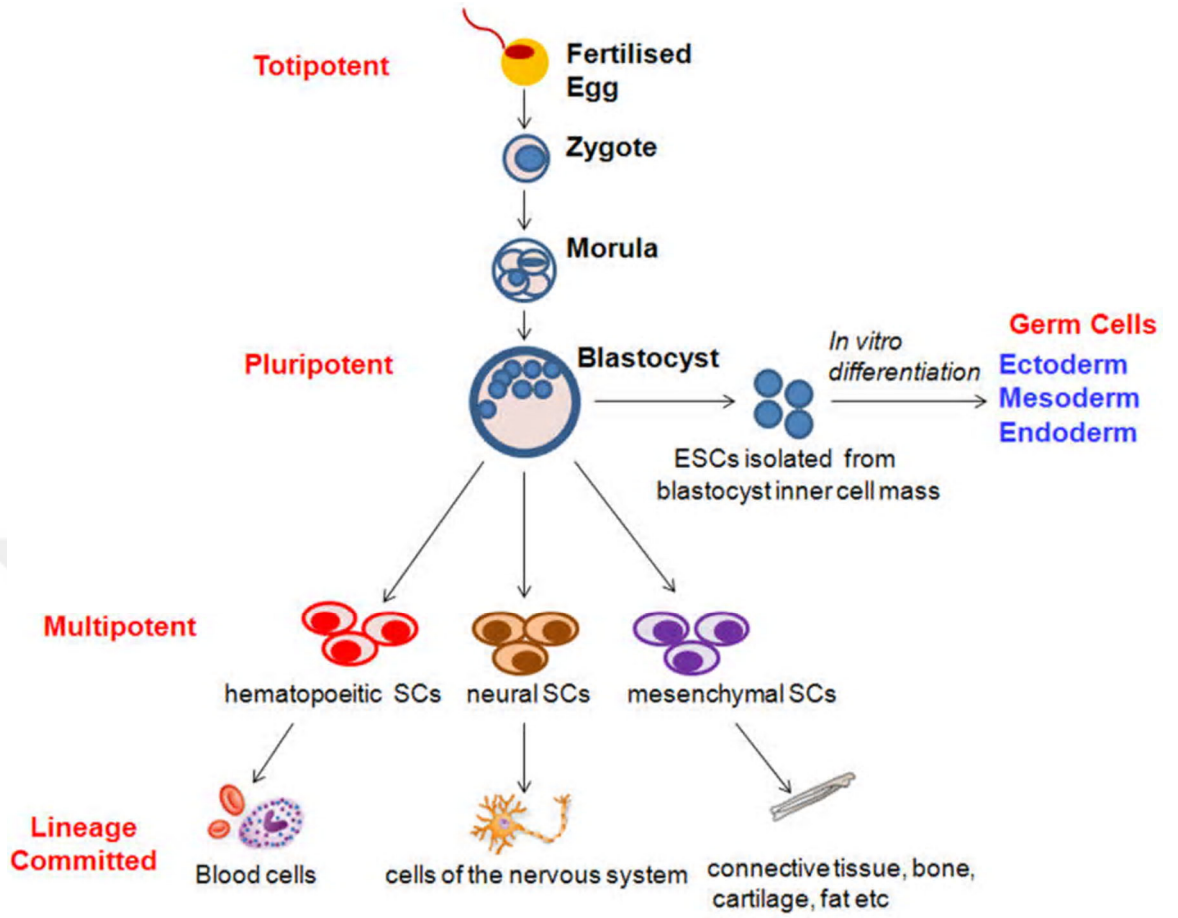 Totipotent
Fertilised
Egg
Zygote
Morula
Pluripotent
Blastocyst
In vitro
differentiation
Germ Cells
Ectoderm
Mesoderm
Endoderm
ESCs isolated from
blastocyst inner cell mass
Multipotent
hematopoeitic SCs
neural SCs
mesenchymal SCs
Lineage
Committed
Blood cells
cells of the nervous system
connective tissue, bone,
cartilage, fat etc